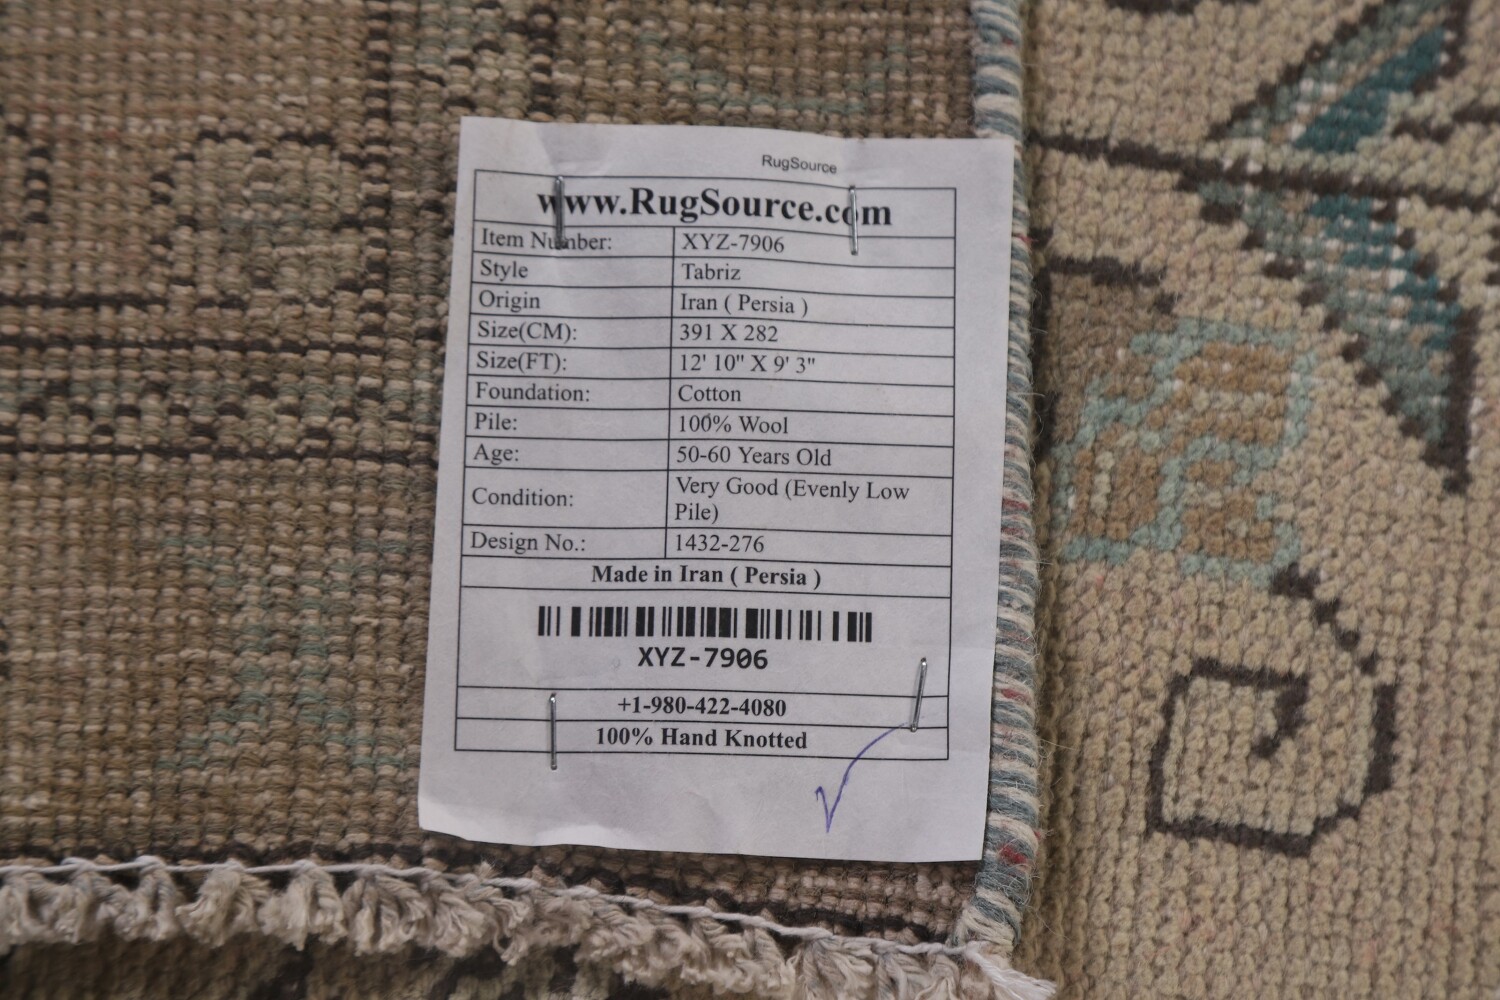 RugSource
www.RugSource.com
Item Number: XYZ-7906
Style Tabriz
Origin Iran ( Persia )
Size(CM): 391 X 282
Size(FT): 12' 10" X 9' 3"
Foundation: Cotton
Pile: 100% Wool
Age: 50-60 Years Old
Condition: Very Good (Evenly Low
Pile)
Design No.: 1432-276
Made in Iran ( Persia )
XYZ-7906
+1-980-422-4080
100% Hand Knotted